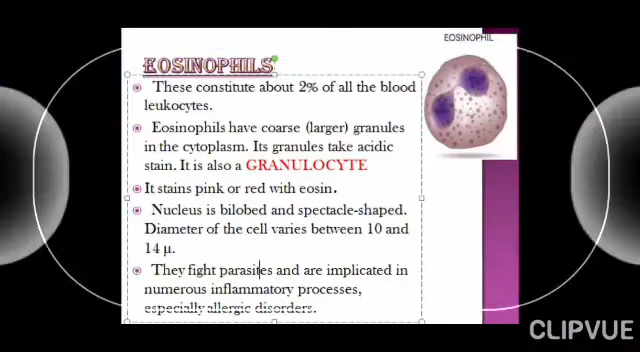 EOSINOPHIL
EOSINOPHILS
These constitute about 2% of all the blood
leukocytes.
Eosinophils have coarse (larger) granules
in the cytoplasm. Its granules take acidic
stain. It is also a GRANULOCYTE
It stains pink or red with eosin.
Nucleus is bilobed and spectacle-shaped.
Diameter of the cell varies between 10 and
14 µ.
They fight parasites and are implicated in
numerous inflammatory processes,
especially allergic disorders.
CLIPVUE